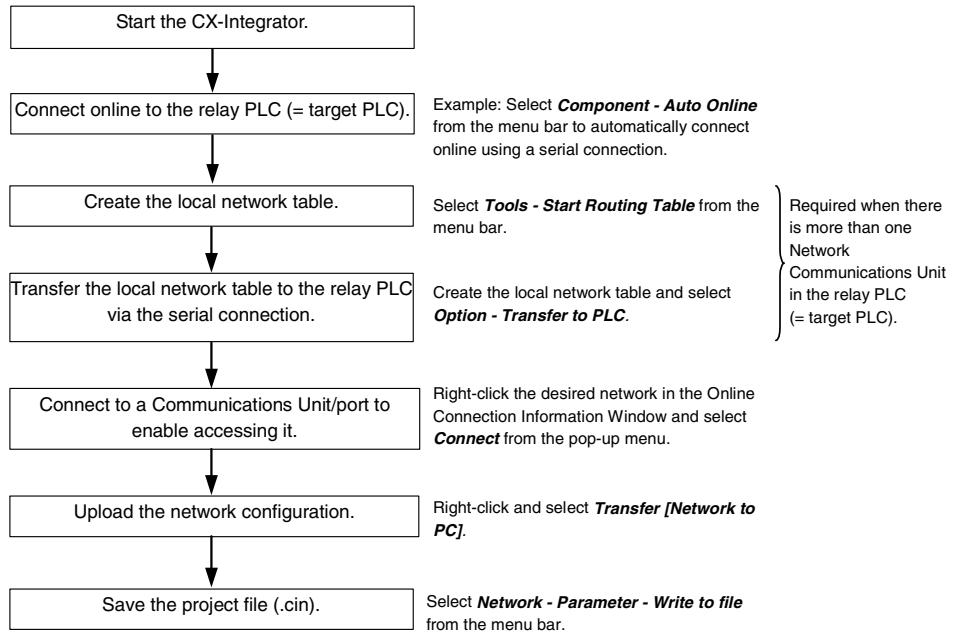 Start the CX-Integrator.
Connect online to the relay PLC (= target PLC).
Example: Select Component - Auto Online
from the menu bar to automatically connect
online using a serial connection.
Create the local network table.
Select Tools - Start Routing Table from the
menu bar.
Transfer the local network table to the relay PLC
via the serial connection.
Create the local network table and select
Option - Transfer to PLC.
Required when there
is more than one
Network
Communications Unit
in the relay PLC
(= target PLC).
Connect to a Communications Unit/port to
enable accessing it.
Right-click the desired network in the Online
Connection Information Window and select
Connect from the pop-up menu.
Upload the network configuration.
Right-click and select Transfer [Network to
PC].
Save the project file (.cin).
Select Network - Parameter - Write to file
from the menu bar.